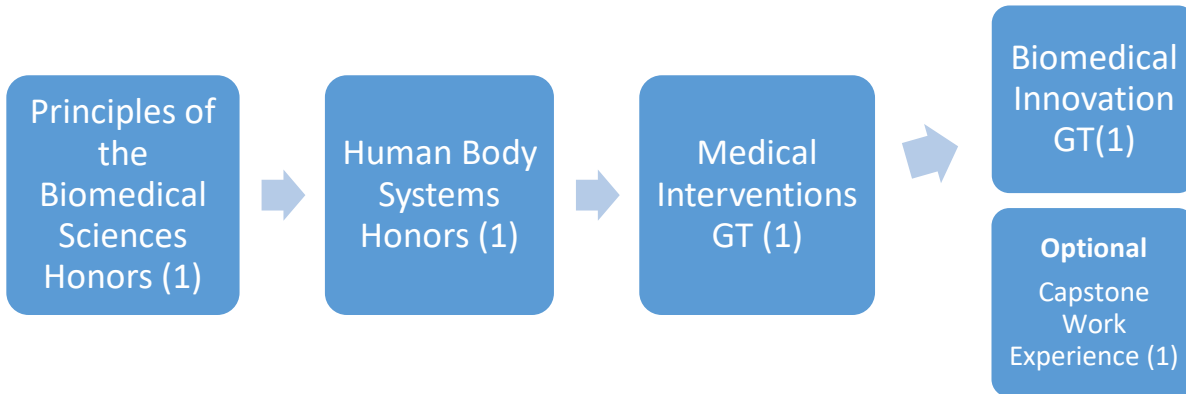 Principles of
the
Biomedical
Sciences
Honors (1)
Human Body
Systems
Honors (1)
Medical
Interventions
GT (1)
Biomedical
Innovation
GT(1)
Optional
Capstone
Work
Experience (1)